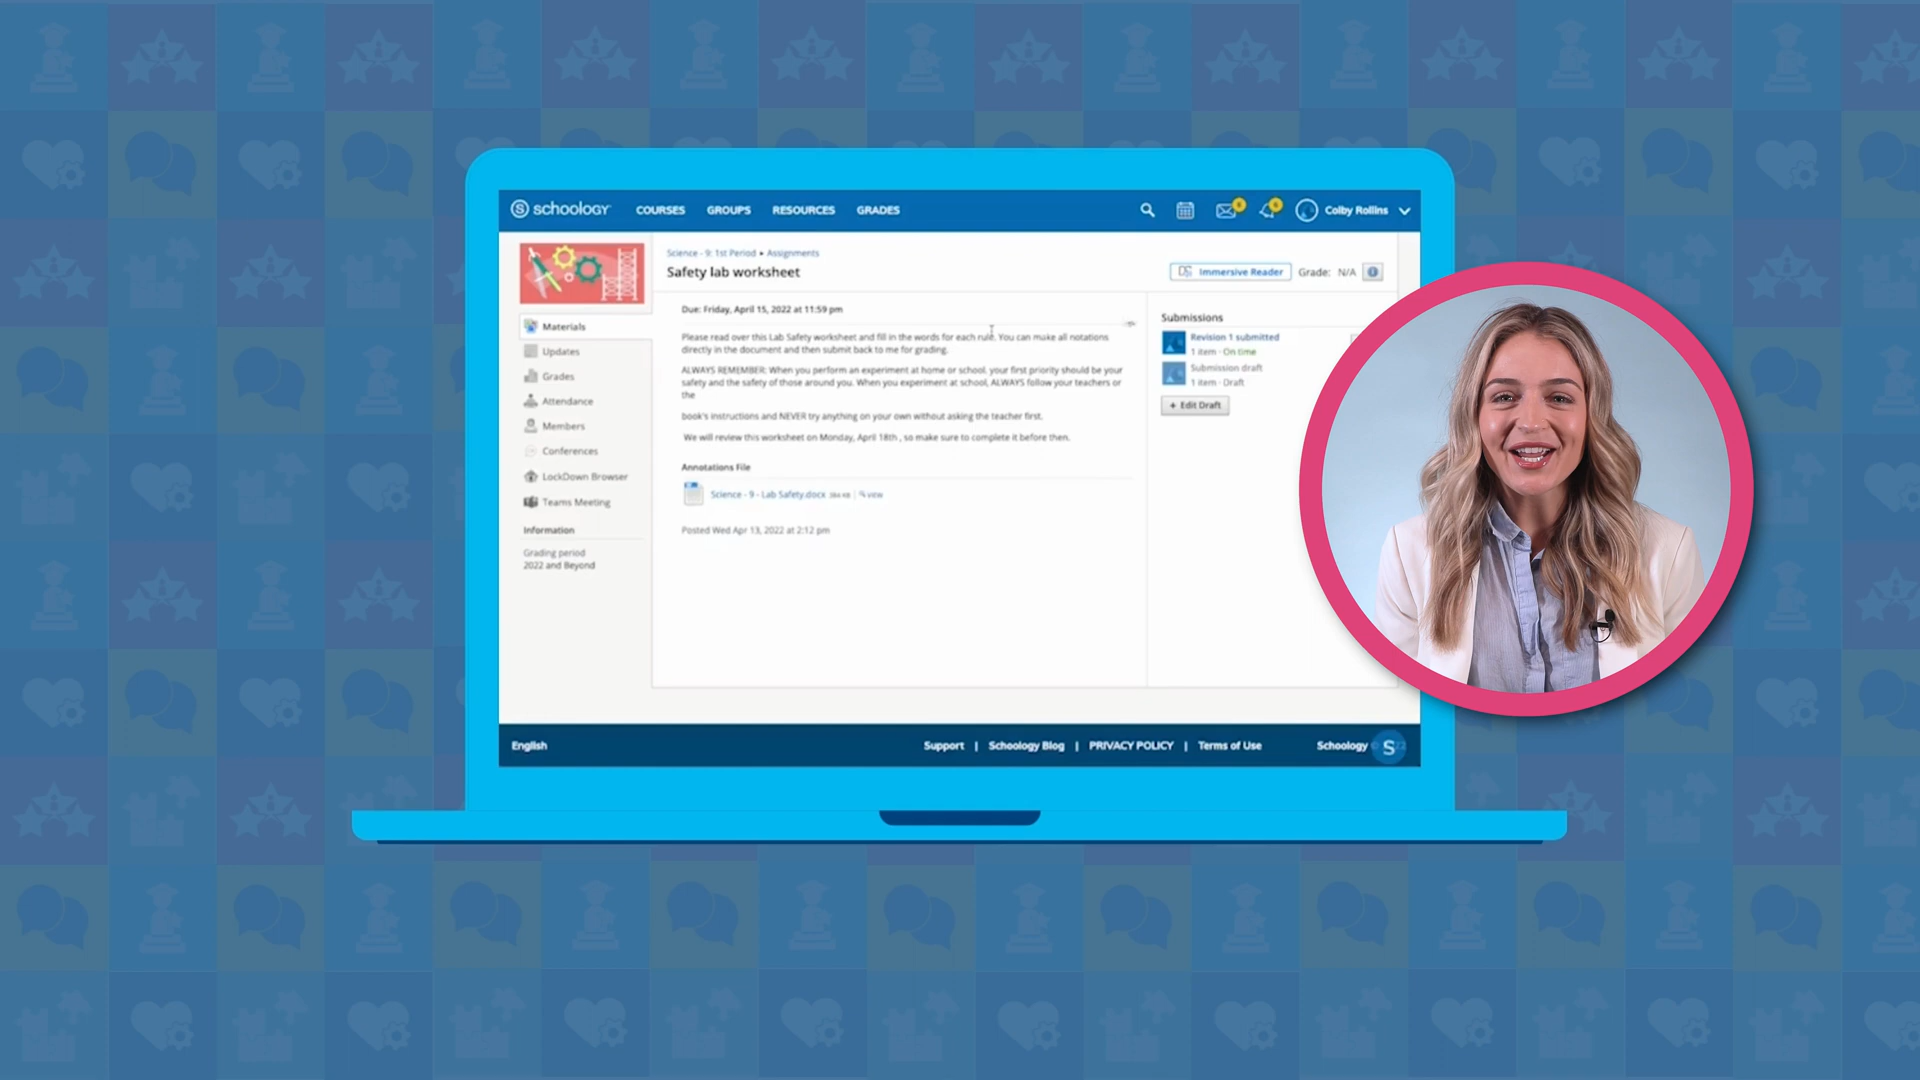 schoology COURSES GROUPS RESOURCES GRADES Colby Rollins
Science - 9: 1st Period ▸ Assignments
Safety lab worksheet
Immersive Reader Grade: N/A
Materials
Updates
Grades
Attendance
Members
Conferences
LockDown Browser
Teams Meeting
Information
Grading period
2022 and Beyond
Due: Friday, April 15, 2022 at 11:59 pm
Please read over this Lab Safety worksheet and fill in the words for each rule. You can make all notations
directly in the document and then submit back to me for grading.
ALWAYS REMEMBER: When you perform an experiment at home or school, your first priority should be your
safety and the safety of those around you. When you experiment at school, ALWAYS follow your teachers or
the
book's instructions and NEVER try anything on your own without asking the teacher first.
We will review this worksheet on Monday, April 18th , so make sure to complete it before then.
Annotations File
Science - 9 - Lab Safety.docx VIEW
Posted Wed Apr 13, 2022 at 2:12 pm
Submissions
Revision 1 submitted
1 item · On time
Submission draft
1 item · Draft
+ Edit Draft
English
Support | Schoology Blog | PRIVACY POLICY | Terms of Use
Schoology
S